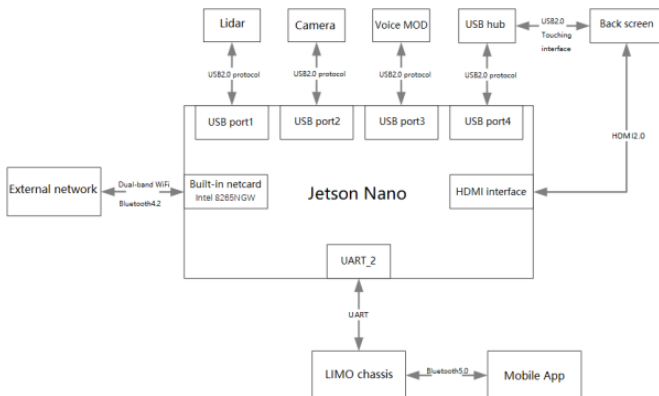 Lidar
Camera
Voice MOD
USB hub
USB2.0
Touching
interface
Back screen
USB2.0 protocol
USB2.0 protocol
USB2.0 protocol
USB2.0 protocol
USB port1
USB port2
USB port3
USB port4
HDMI2.0
External network
Dual-band WiFi
Bluetooth4.2
Built-in netcard
Intel 8265NGW
Jetson Nano
HDMI interface
UART_2
UART
LIMO chassis
Bluetooth5.0
Mobile App